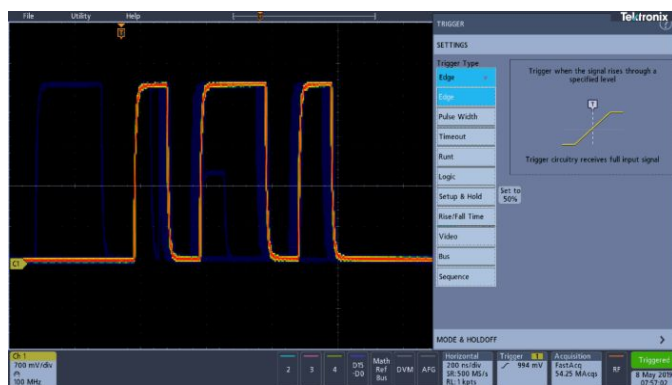 File Utility Help
Tektronix
TRIGGER
SETTINGS
Trigger Type
Edge
Edge
Pulse Width
Timeout
Runt
Logic
Setup & Hold
Rise/Fall Time
Video
Bus
Sequence
Trigger when the signal rises through a
specified level
T
Trigger circuitry receives full input signal
Set to
50%
C1
MODE & HOLDOFF
Ch 1
700 mV/div
100 MHz
2
3
4
D15
-D0
Math
Ref
Bus
DVM
AFG
Horizontal
200 ns/div
SR: 500 MS/s
RL: 1 kpts
Trigger 1
994 mV
Acquisition
FastAcq
54.25 MAcqs
RF
Triggered
8 May 2019